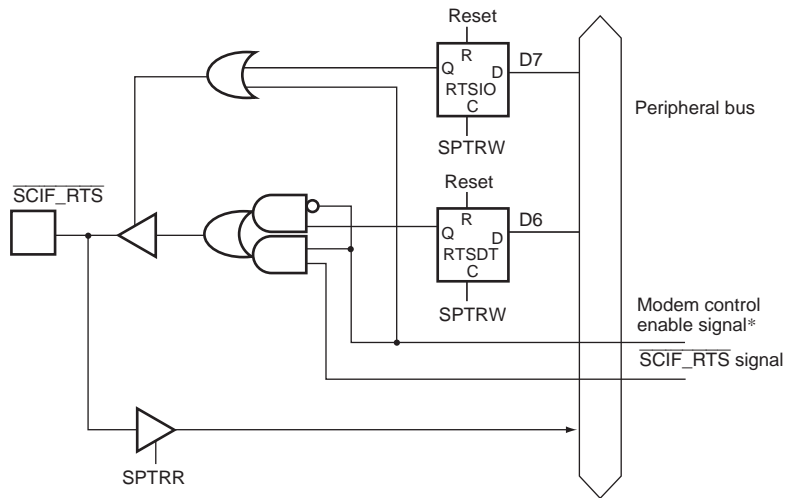 Reset
R
Q
D
D7
RTSIO
C
Peripheral bus
SPTRW
SCIF_RTS
Reset
R
Q
D
D6
RTSDT
C
SPTRW
Modem control
enable signal*
SCIF_RTS signal
SPTRR